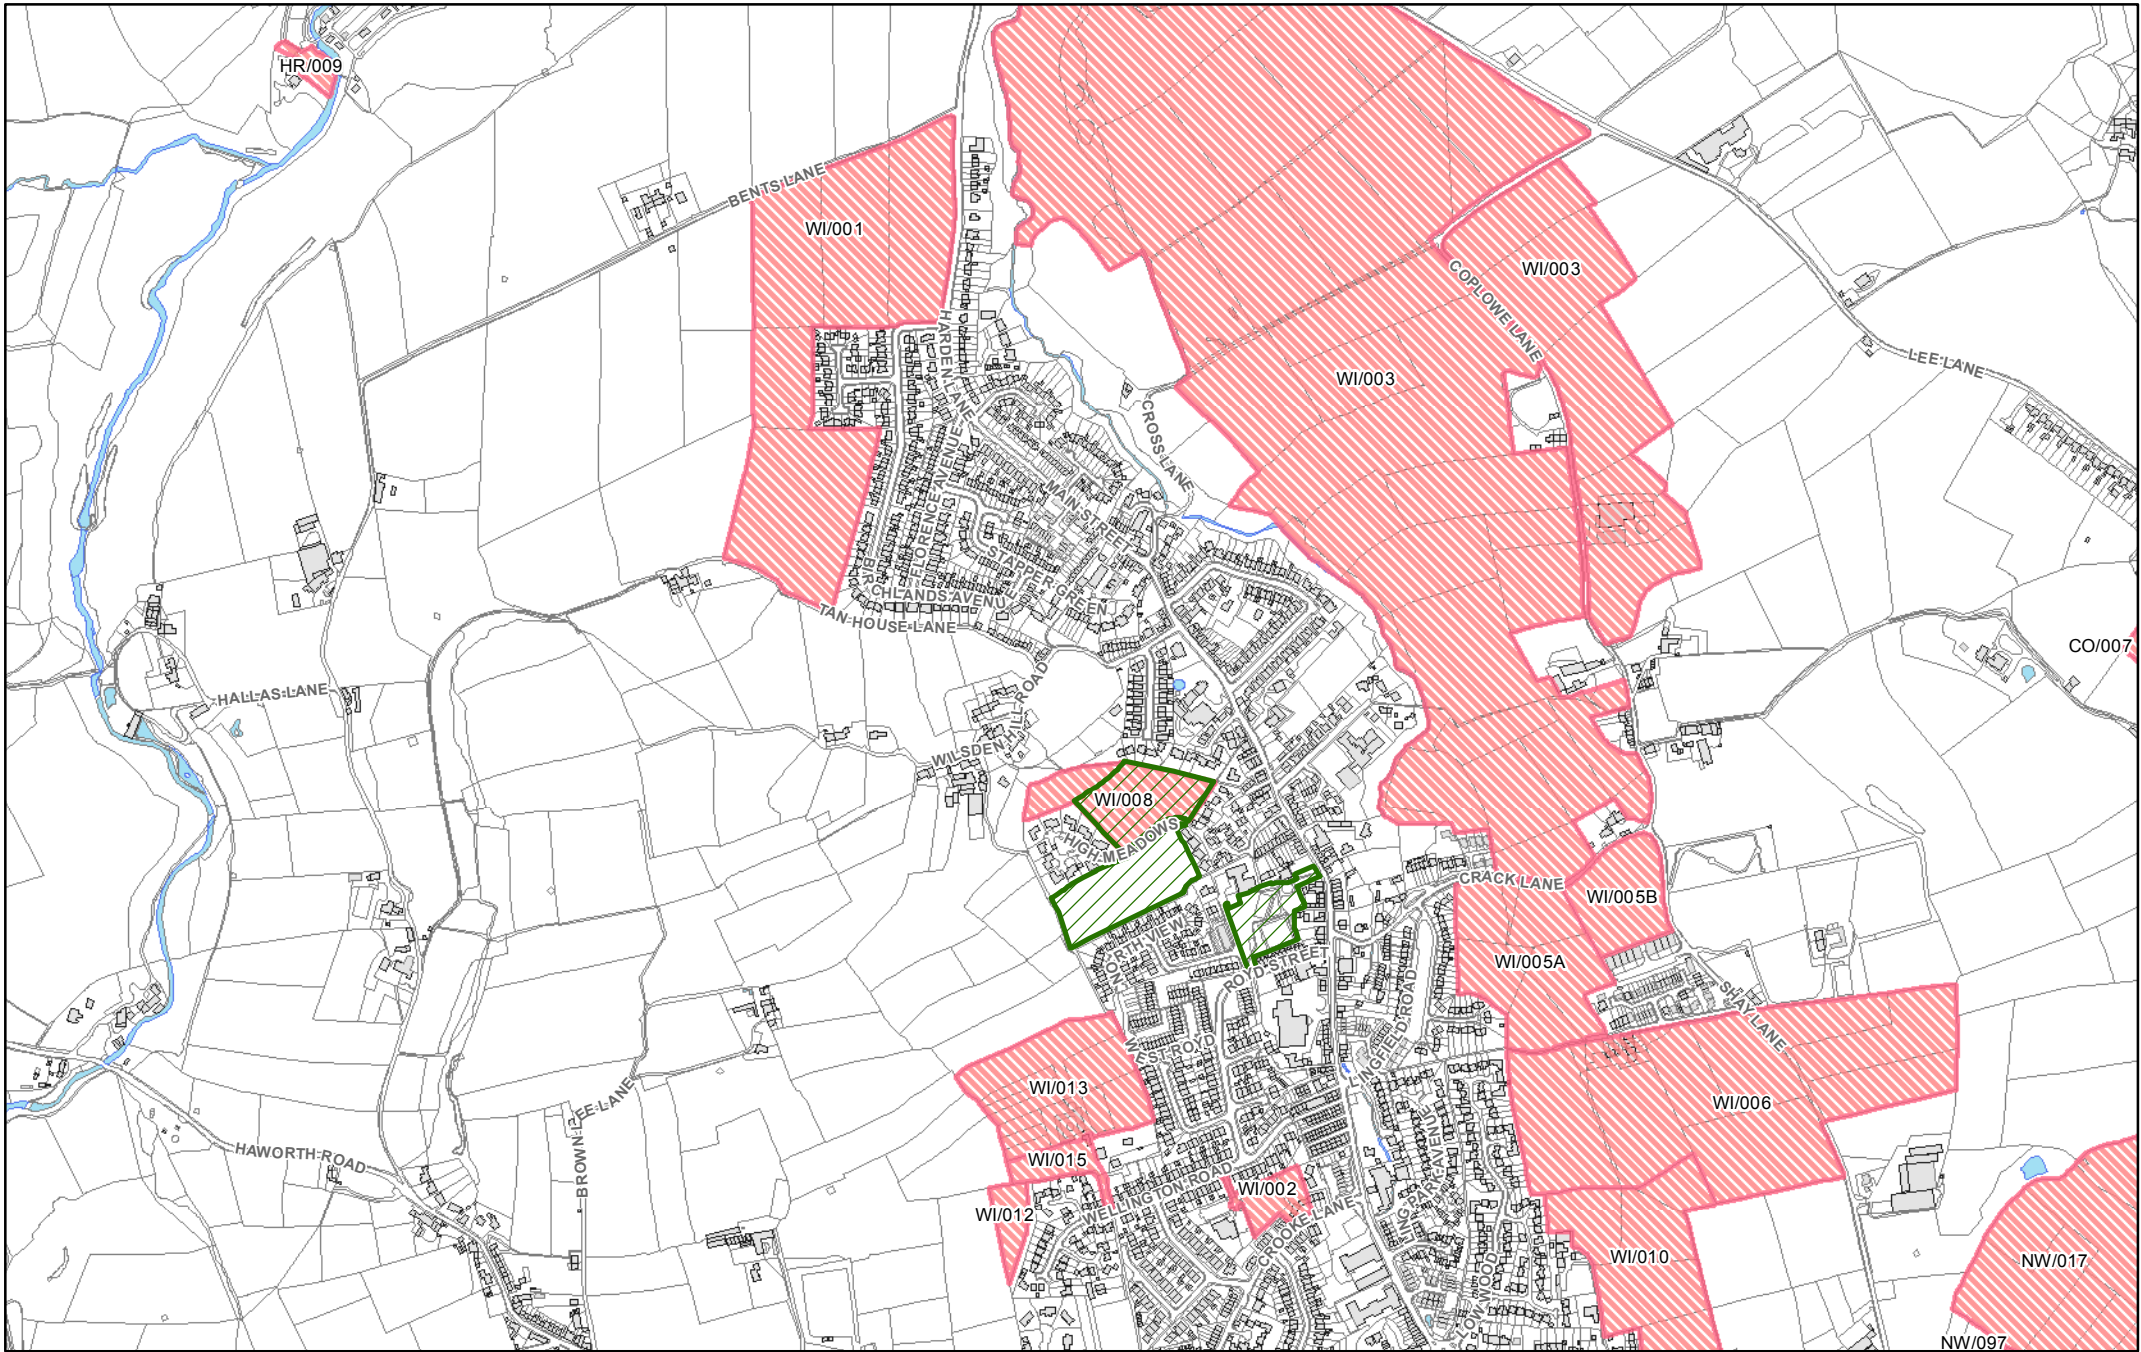 HR/009
BENTS LANE
WI/001
WI/003
COPLOWE LANE
HARDEN LANE
LEE LANE
WI/003
CROSS LANE
FLORENCE AVENUE
MAIN STREET
STAPPER GREEN
BIRCHLANDS AVENUE
TAN HOUSE LANE
CO/007
HALLAS LANE
WILSDEN HILL ROAD
WI/008
HIGH MEADOWS
CRACK LANE
WI/005B
NORTH VIEW
WI/005A
ROYD STREET
SHAY LANE
LINGFIELD ROAD
WEST ROYD
WI/013
WI/006
BROWN LEE LANE
HAWORTH ROAD
WI/015
WI/002
WELLINGTON ROAD
LING PARK AVENUE
WI/012
CROOKE LANE
WI/010
NW/017
LOW WOOD
NW/097